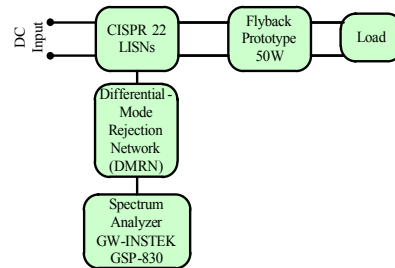 DC
Input
CISPR 22
LISNs
Flyback
Prototype
50W
Load
Differential -
Mode
Rejection
Network
(DMRN)
Spectrum
Analyzer
GW-INSTEK
GSP-830